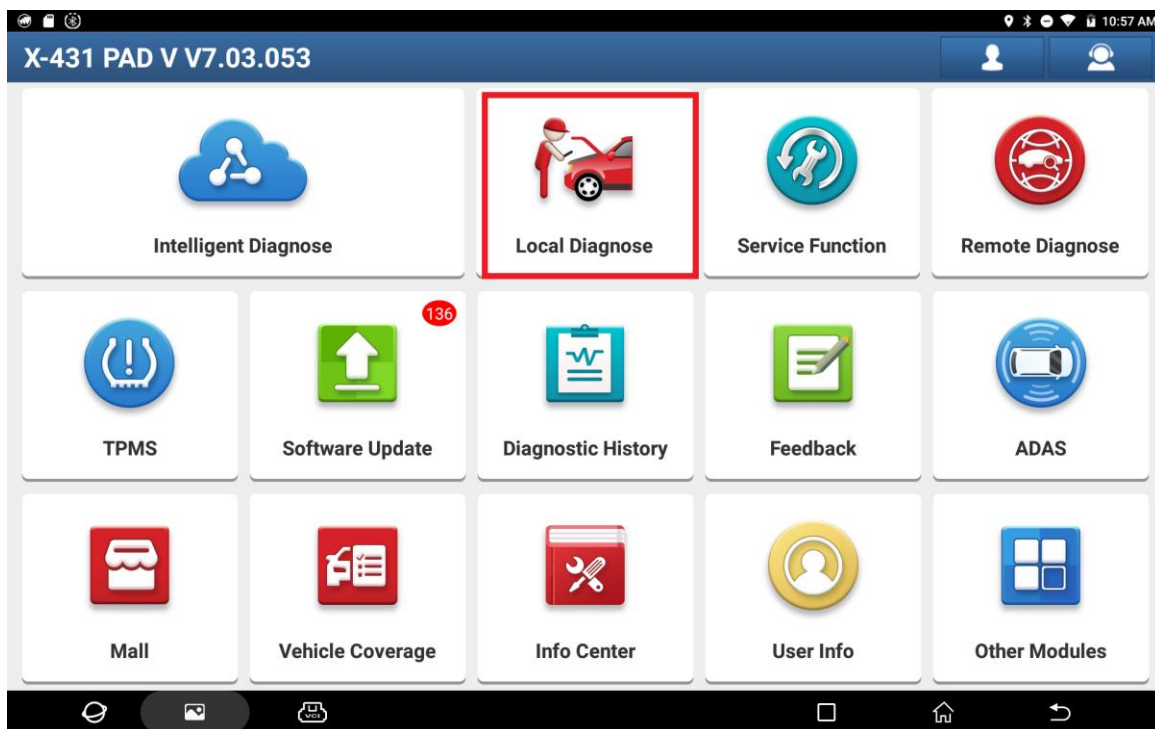 10:57 AM
X-431 PAD V V7.03.053
Intelligent Diagnose
Local Diagnose
Service Function
Remote Diagnose
136
TPMS
Software Update
Diagnostic History
Feedback
ADAS
Mall
Vehicle Coverage
Info Center
User Info
Other Modules
VCI